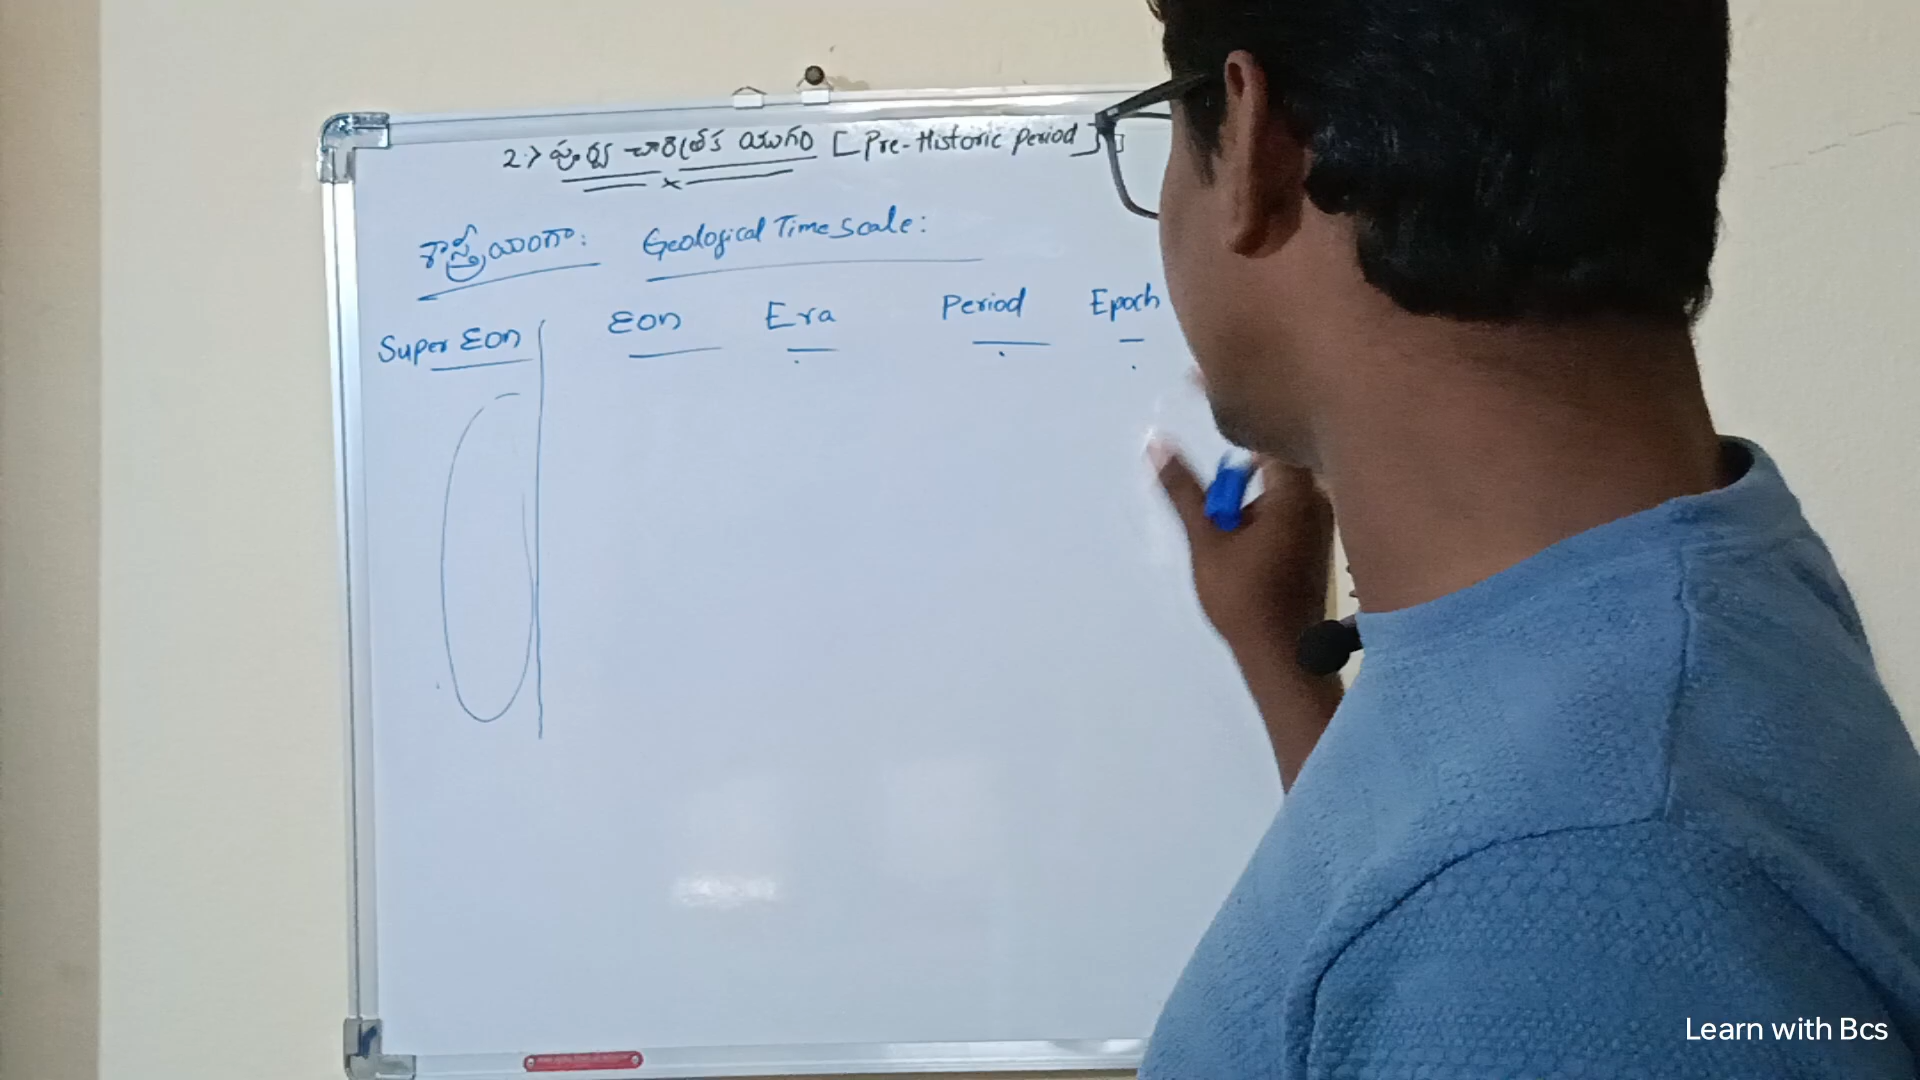 2.> పూర్వ చారిత్రక యుగం [Pre-Historic Period]
శాస్త్రీయంగా: Geological Time scale:
Super Eon Eon Era Period Epoch
Learn with Bcs